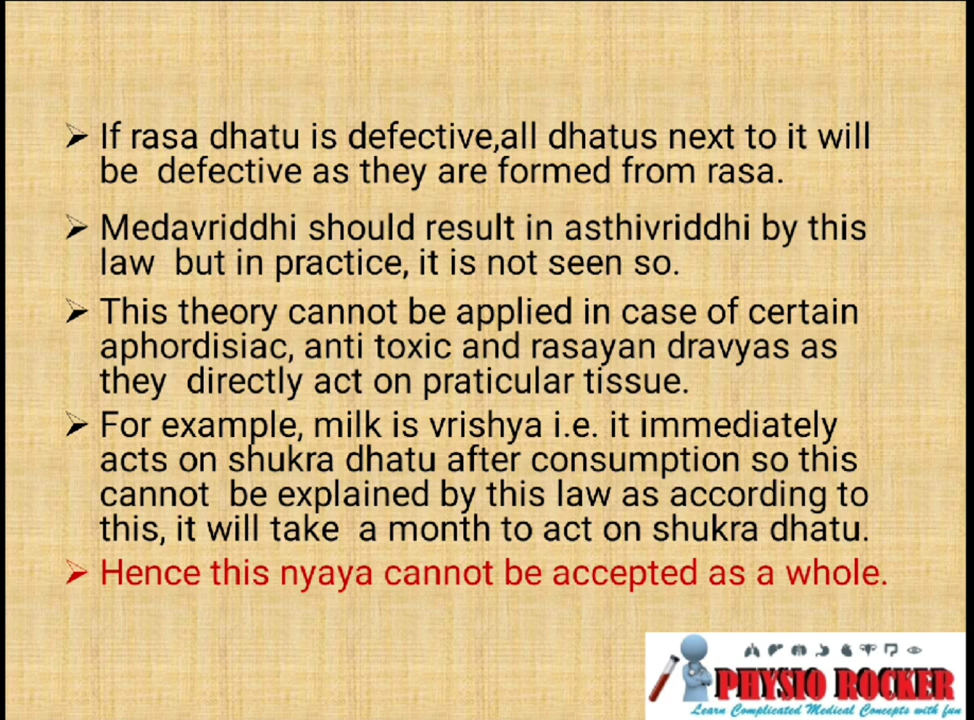 ➢ If rasa dhatu is defective,all dhatus next to it will
be defective as they are formed from rasa.
➢ Medavriddhi should result in asthivriddhi by this
law but in practice, it is not seen so.
➢ This theory cannot be applied in case of certain
aphordisiac, anti toxic and rasayan dravyas as
they directly act on praticular tissue.
➢ For example, milk is vrishya i.e. it immediately
acts on shukra dhatu after consumption so this
cannot be explained by this law as according to
this, it will take a month to act on shukra dhatu.
➢ Hence this nyaya cannot be accepted as a whole.
PHYSIO ROCKER
Learn Complicated Medical Concepts with fun